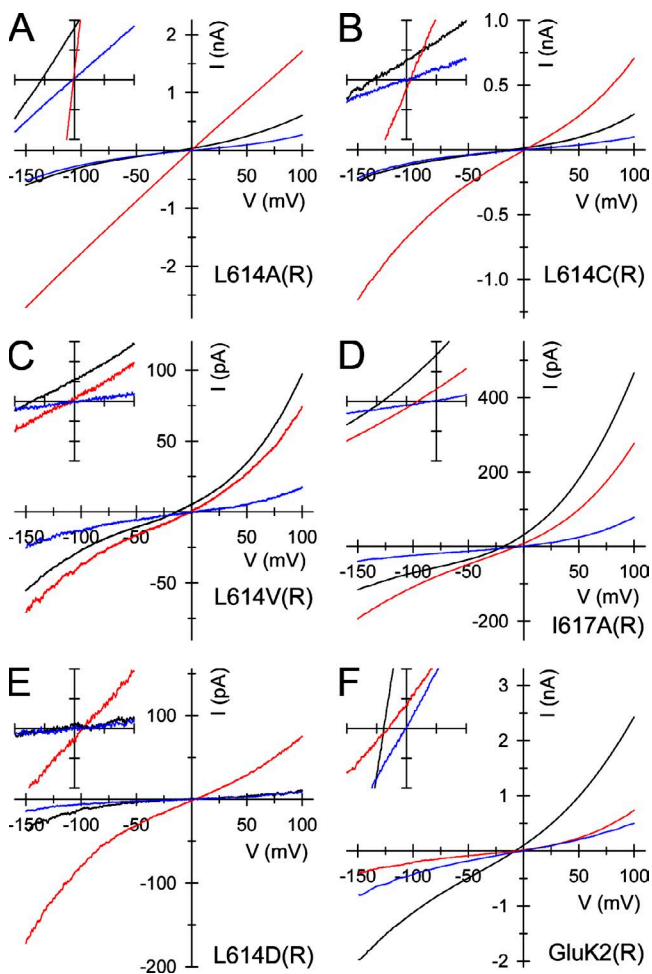 A
I (nA)
2
1
-150 -100 -50 50 100
V (mV)
-1
-2
L614A(R)
B
I (nA)
1.0
0.5
-150 -100 -50 50 100
V (mV)
-0.5
-1.0
L614C(R)
C
I (pA)
100
50
-150 -100 -50 50 100
V (mV)
-50
L614V(R)
D
I (pA)
400
200
-150 -100 -50 50 100
V (mV)
-200
I617A(R)
E
I (pA)
100
-150 -100 -50 50 100
V (mV)
-100
-200
L614D(R)
F
I (nA)
3
2
1
-150 -100 -50 50 100
V (mV)
-1
-2
GluK2(R)